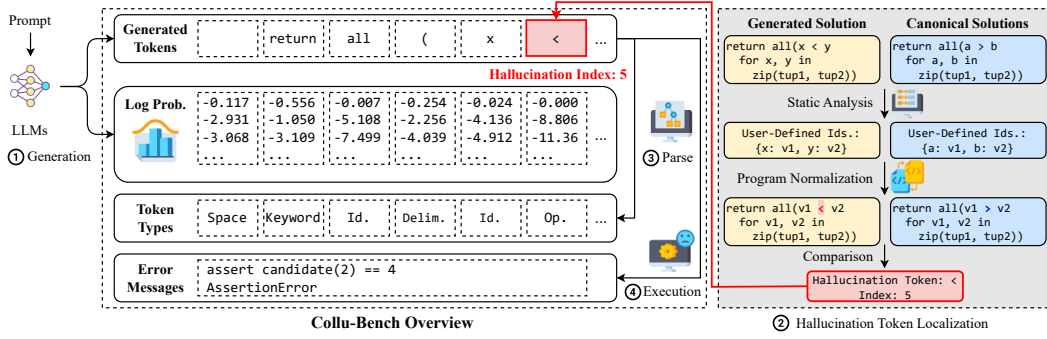 Prompt
LLMs
① Generation
Generated Tokens
return all ( x < ...
Hallucination Index: 5
Log Prob.
-0.117 -0.556 -0.007 -0.254 -0.024 -0.000
-2.931 -1.050 -5.108 -2.256 -4.136 -8.806 ...
-3.068 -3.109 -7.499 -4.039 -4.912 -11.36
... ... ... ... ... ...
③ Parse
Token Types
Space Keyword Id. Delim. Id. Op. ...
Error Messages
assert candidate(2) == 4
AssertionError
④ Execution
Collu-Bench Overview
Generated Solution
return all(x < y
for x, y in
zip(tup1, tup2))
Canonical Solutions
return all(a > b
for a, b in
zip(tup1, tup2))
Static Analysis
User-Defined Ids.:
{x: v1, y: v2}
User-Defined Ids.:
{a: v1, b: v2}
Program Normalization
return all(v1 < v2
for v1, v2 in
zip(tup1, tup2))
return all(v1 > v2
for v1, v2 in
zip(tup1, tup2))
Comparison
Hallucination Token: <
Index: 5
② Hallucination Token Localization